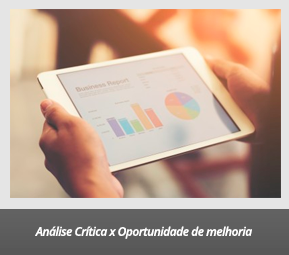 Business Report
Análise Crítica x Oportunidade de melhoria